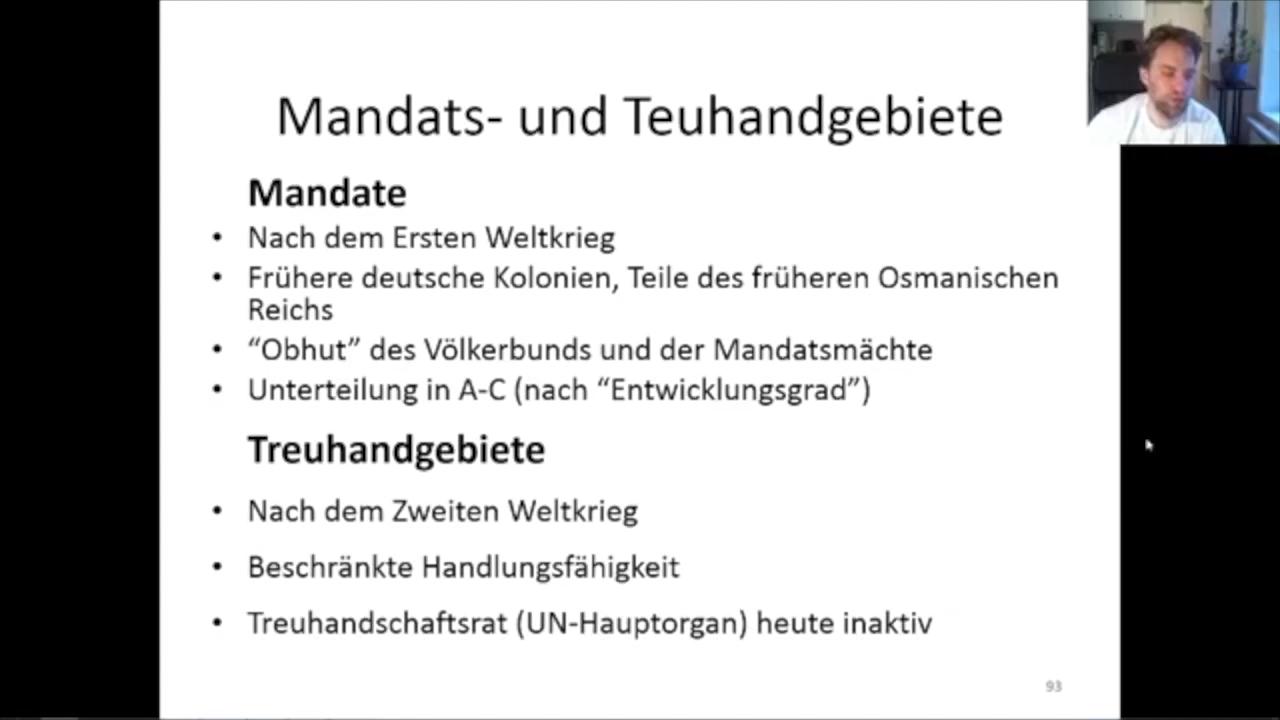 Mandats- und Teuhandgebiete
Mandate
• Nach dem Ersten Weltkrieg
• Frühere deutsche Kolonien, Teile des früheren Osmanischen
Reichs
• “Obhut” des Völkerbunds und der Mandatsmächte
• Unterteilung in A-C (nach “Entwicklungsgrad”)
Treuhandgebiete
• Nach dem Zweiten Weltkrieg
• Beschränkte Handlungsfähigkeit
• Treuhandschaftsrat (UN-Hauptorgan) heute inaktiv
93